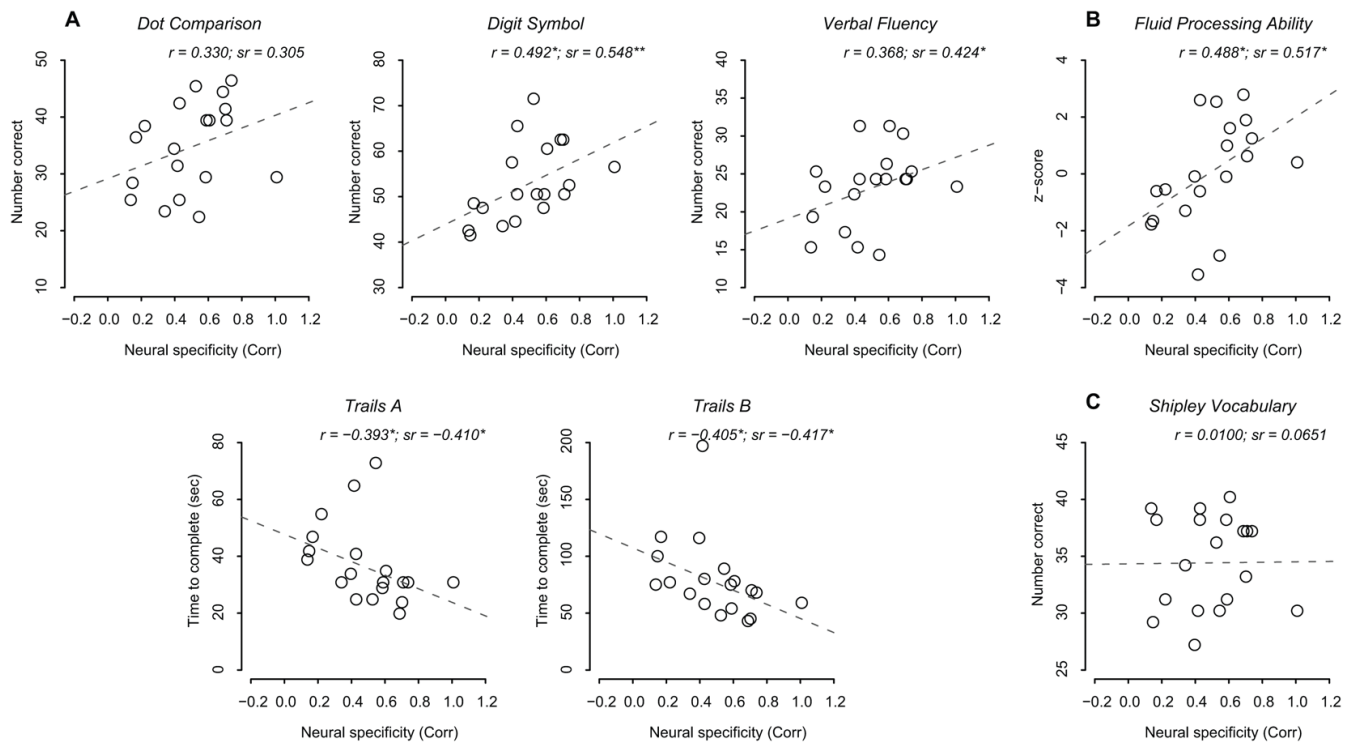 A
Dot Comparison
r = 0.330; sr = 0.305
Number correct
50
40
30
20
10
−0.2 0.0 0.2 0.4 0.6 0.8 1.0 1.2
Neural specificity (Corr)
Digit Symbol
r = 0.492*; sr = 0.548**
Number correct
80
70
60
50
40
30
−0.2 0.0 0.2 0.4 0.6 0.8 1.0 1.2
Neural specificity (Corr)
Verbal Fluency
r = 0.368; sr = 0.424*
Number correct
40
35
30
25
20
15
10
−0.2 0.0 0.2 0.4 0.6 0.8 1.0 1.2
Neural specificity (Corr)
B
Fluid Processing Ability
r = 0.488*; sr = 0.517*
z−score
4
2
0
−2
−4
−0.2 0.0 0.2 0.4 0.6 0.8 1.0 1.2
Neural specificity (Corr)
Trails A
r = −0.393*; sr = −0.410*
Time to complete (sec)
80
60
40
20
0
−0.2 0.0 0.2 0.4 0.6 0.8 1.0 1.2
Neural specificity (Corr)
Trails B
r = −0.405*; sr = −0.417*
Time to complete (sec)
200
150
100
50
0
−0.2 0.0 0.2 0.4 0.6 0.8 1.0 1.2
Neural specificity (Corr)
C
Shipley Vocabulary
r = 0.0100; sr = 0.0651
Number correct
45
40
35
30
25
−0.2 0.0 0.2 0.4 0.6 0.8 1.0 1.2
Neural specificity (Corr)